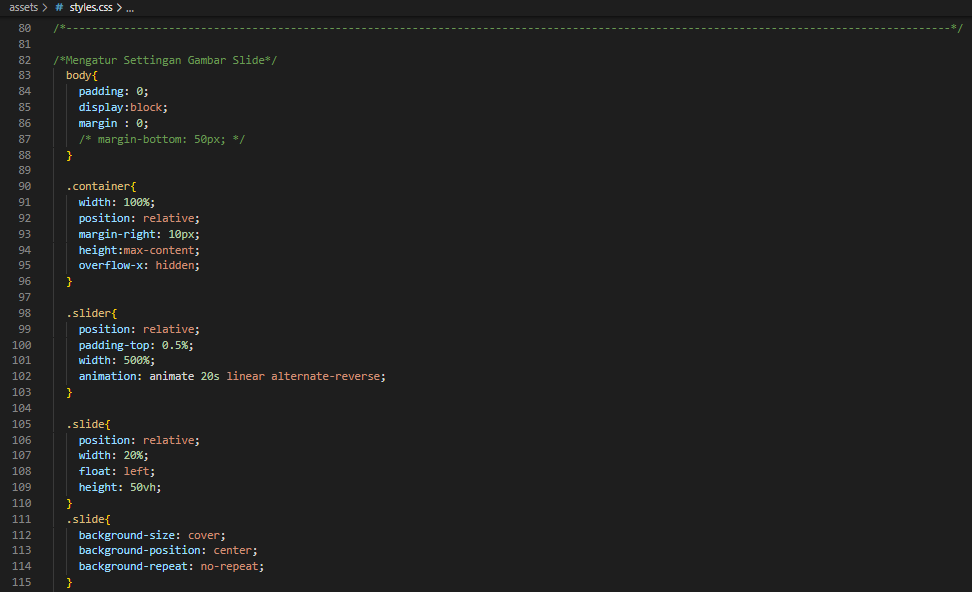 assets > # styles.css > ...
80 /*------------------------------------------------------------------------------------------------------------------------------------------*/
81
82 /*Mengatur Settingan Gambar Slide*/
83 body{
84 padding: 0;
85 display:block;
86 margin : 0;
87 /* margin-bottom: 50px; */
88 }
89
90 .container{
91 width: 100%;
92 position: relative;
93 margin-right: 10px;
94 height:max-content;
95 overflow-x: hidden;
96 }
97
98 .slider{
99 position: relative;
100 padding-top: 0.5%;
101 width: 500%;
102 animation: animate 20s linear alternate-reverse;
103 }
104
105 .slide{
106 position: relative;
107 width: 20%;
108 float: left;
109 height: 50vh;
110 }
111 .slide{
112 background-size: cover;
113 background-position: center;
114 background-repeat: no-repeat;
115 }